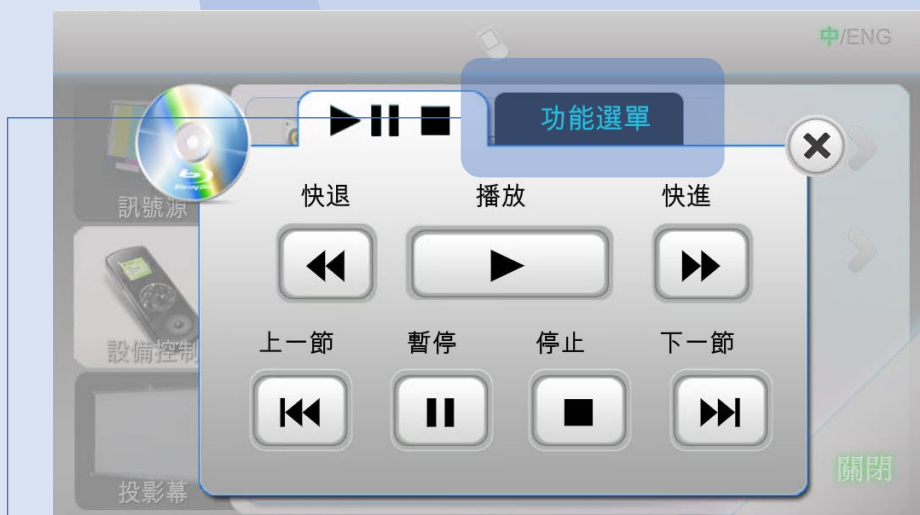 中/ENG
功能選單
訊號源
快退 播放 快進
設備控制
上一節 暫停 停止 下一節
投影幕
關閉